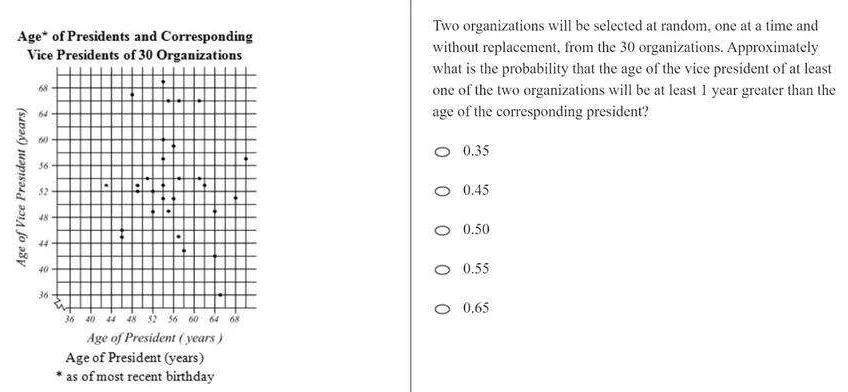 Age* of Presidents and Corresponding
Vice Presidents of 30 Organizations
Age of Vice President (years)
68
64
60
56
52
48
44
40
36
36 40 44 48 52 56 60 64 68
Age of President ( years )
Age of President (years)
* as of most recent birthday
Two organizations will be selected at random, one at a time and
without replacement, from the 30 organizations. Approximately
what is the probability that the age of the vice president of at least
one of the two organizations will be at least 1 year greater than the
age of the corresponding president?
0.35
0.45
0.50
0.55
0.65